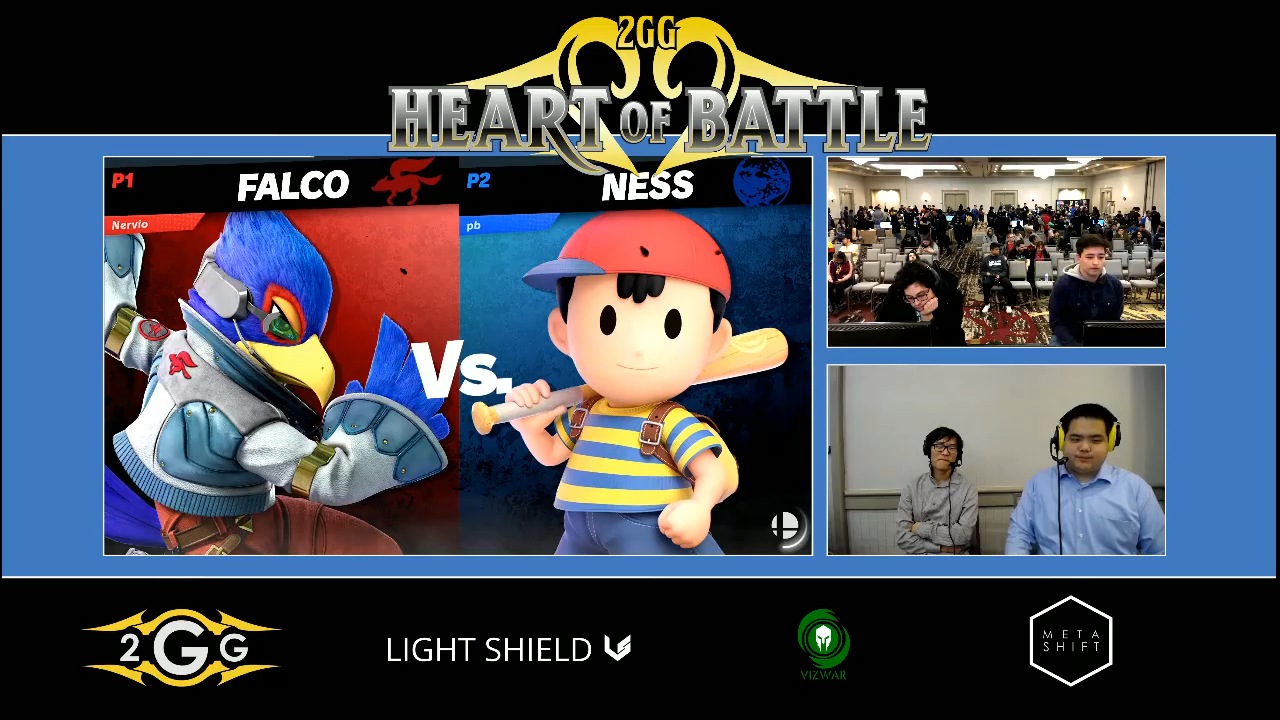 2GG
HEART OF BATTLE
P1
FALCO
Nervio
P2
NESS
pb
Vs.
2GG
LIGHT SHIELD
VIZWAR
META
SHIFT